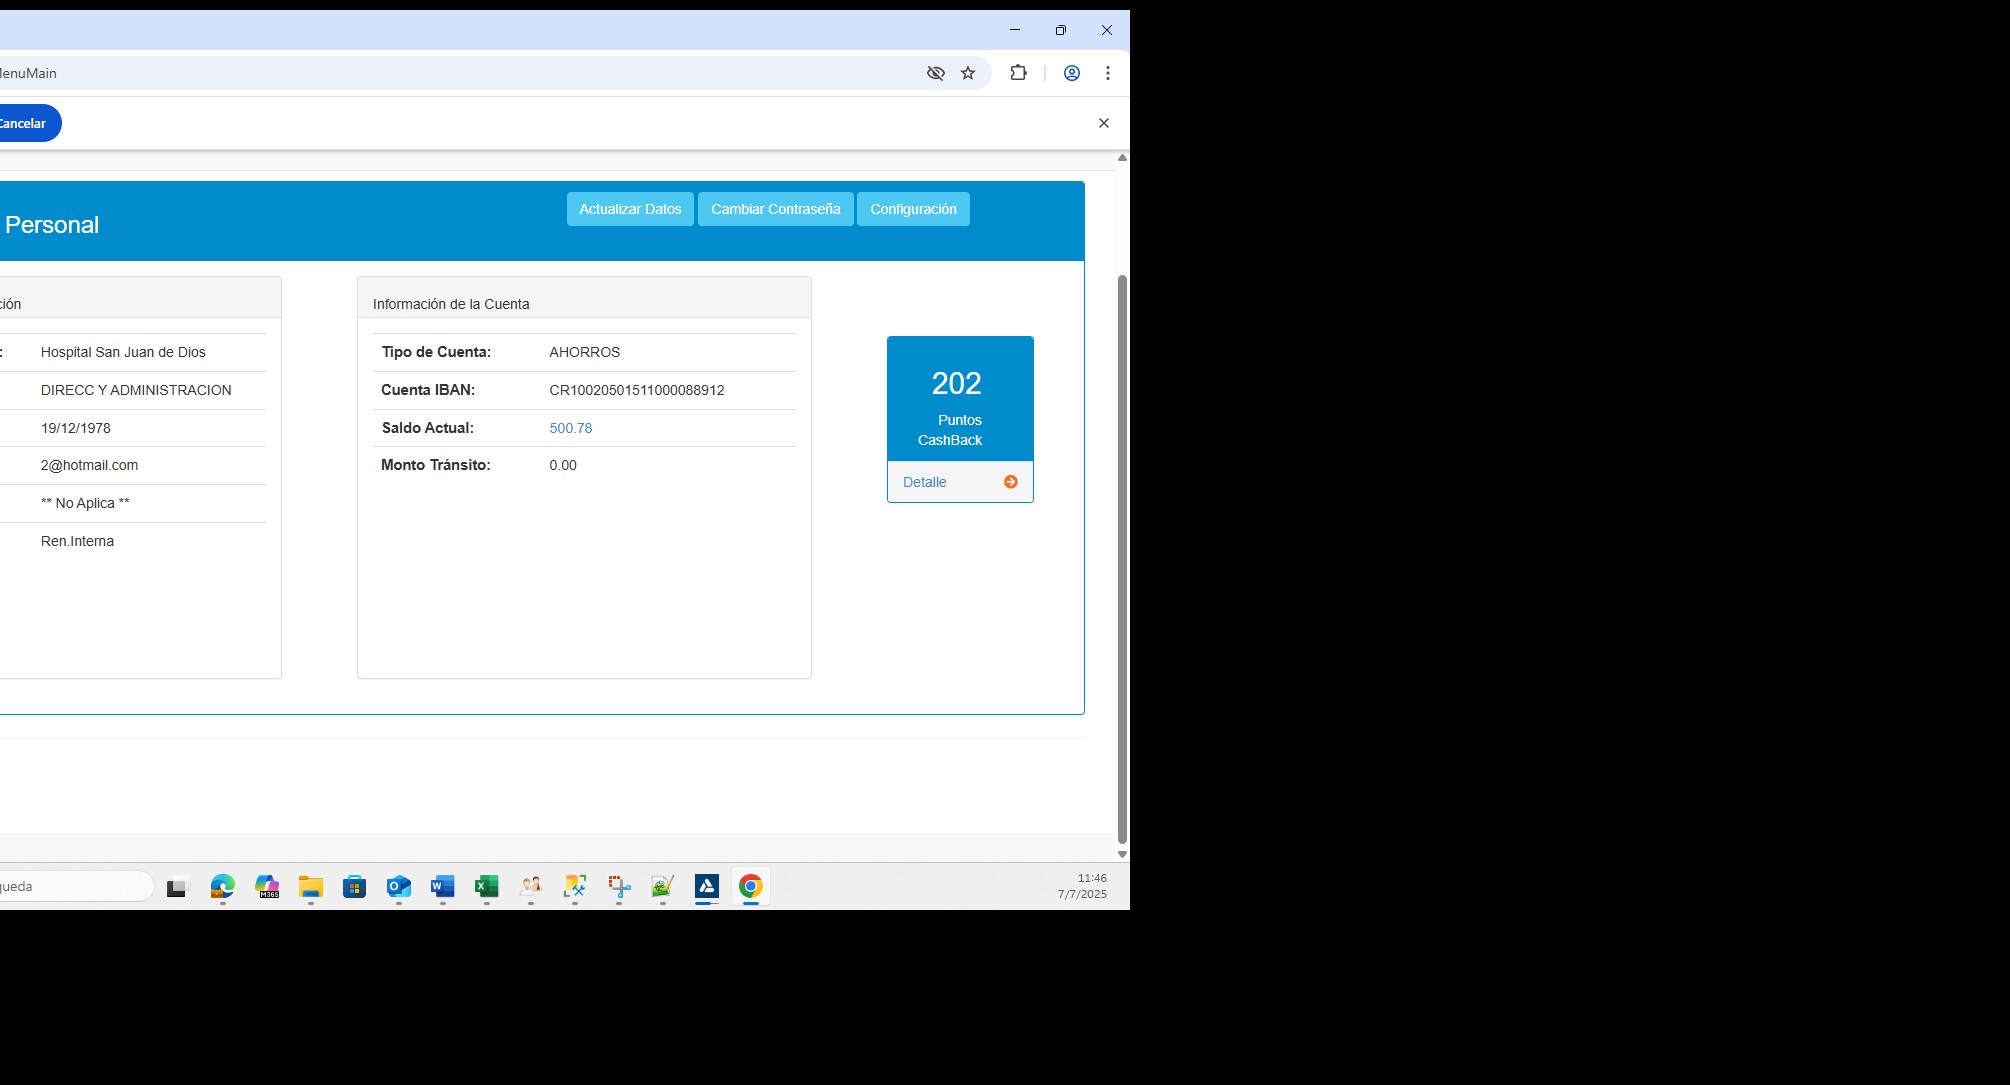 MenuMain
Cancelar
Personal
Actualizar Datos
Cambiar Contraseña
Configuración
ción
: Hospital San Juan de Dios
DIRECC Y ADMINISTRACION
19/12/1978
2@hotmail.com
** No Aplica **
Ren.Interna
Información de la Cuenta
Tipo de Cuenta: AHORROS
Cuenta IBAN: CR10020501511000088912
Saldo Actual: 500.78
Monto Tránsito: 0.00
202
Puntos
CashBack
Detalle
queda
M365
11:46
7/7/2025